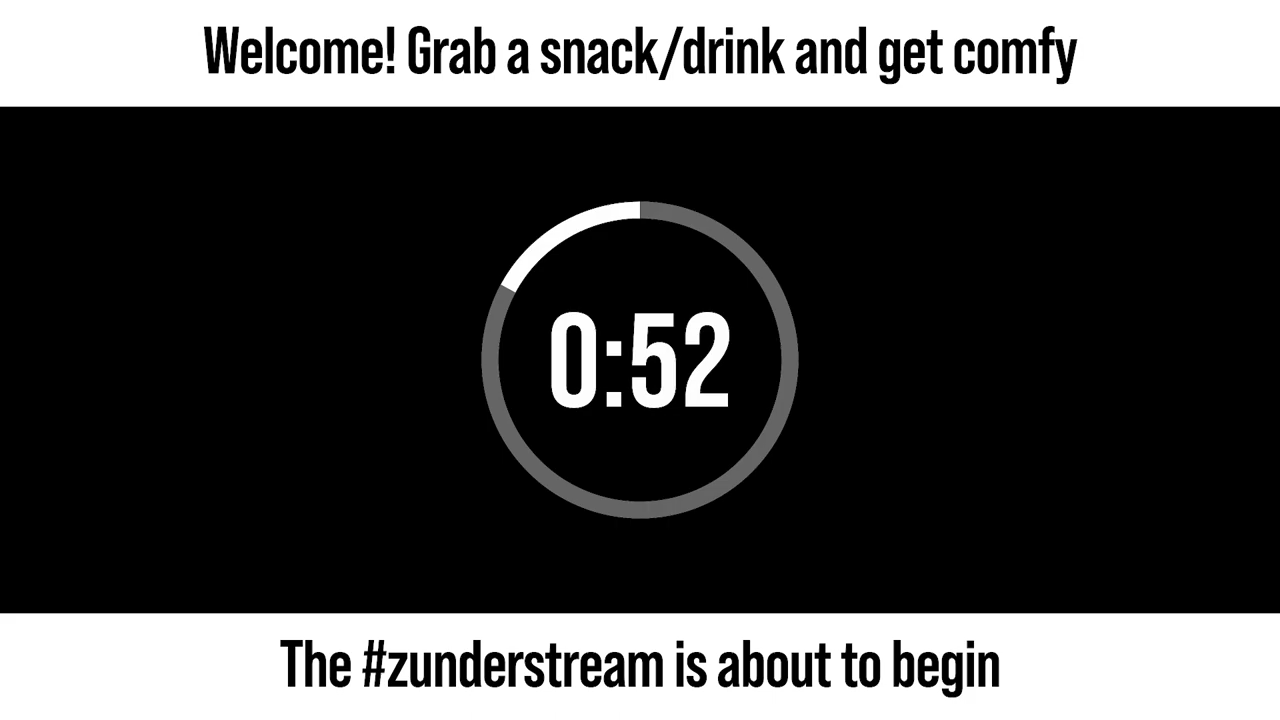 Welcome! Grab a snack/drink and get comfy
0:52
The #zunderstream is about to begin